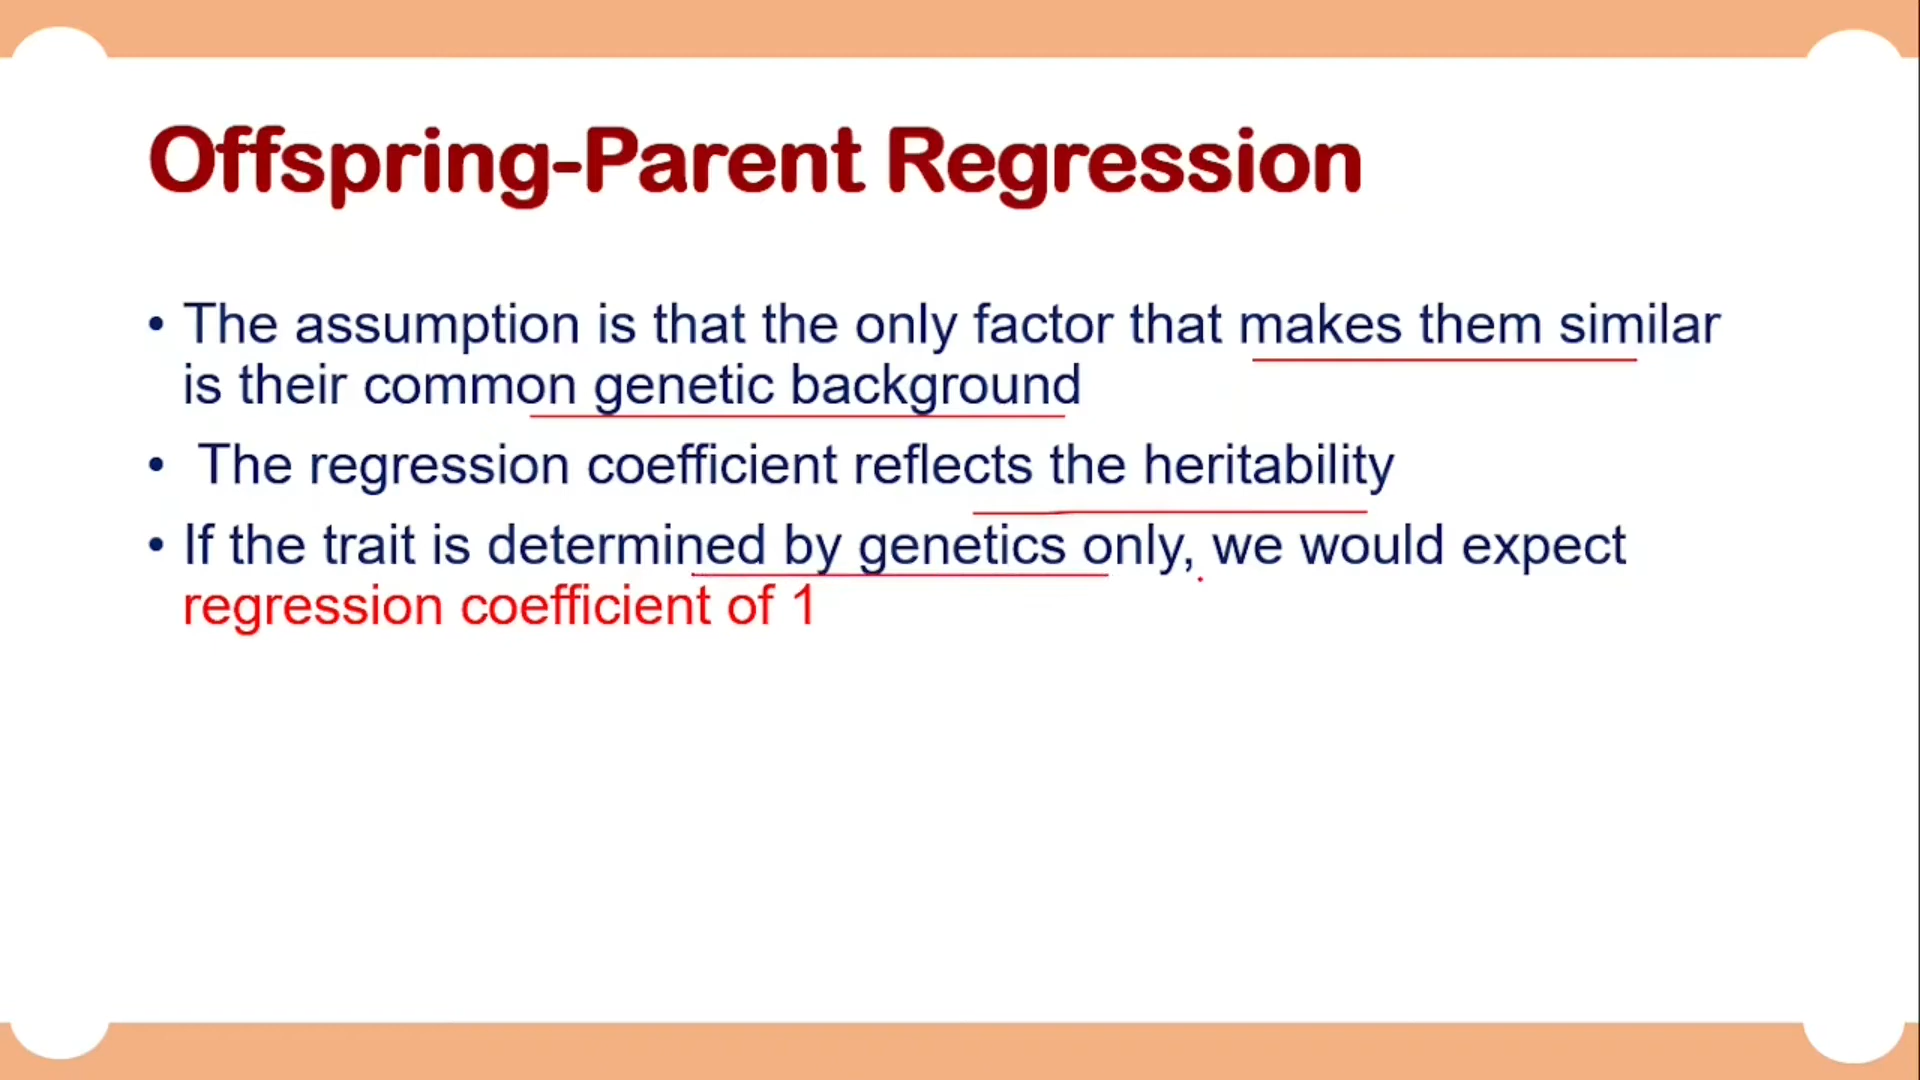 Offspring-Parent Regression
• The assumption is that the only factor that makes them similar
is their common genetic background
• The regression coefficient reflects the heritability
• If the trait is determined by genetics only, we would expect
regression coefficient of 1